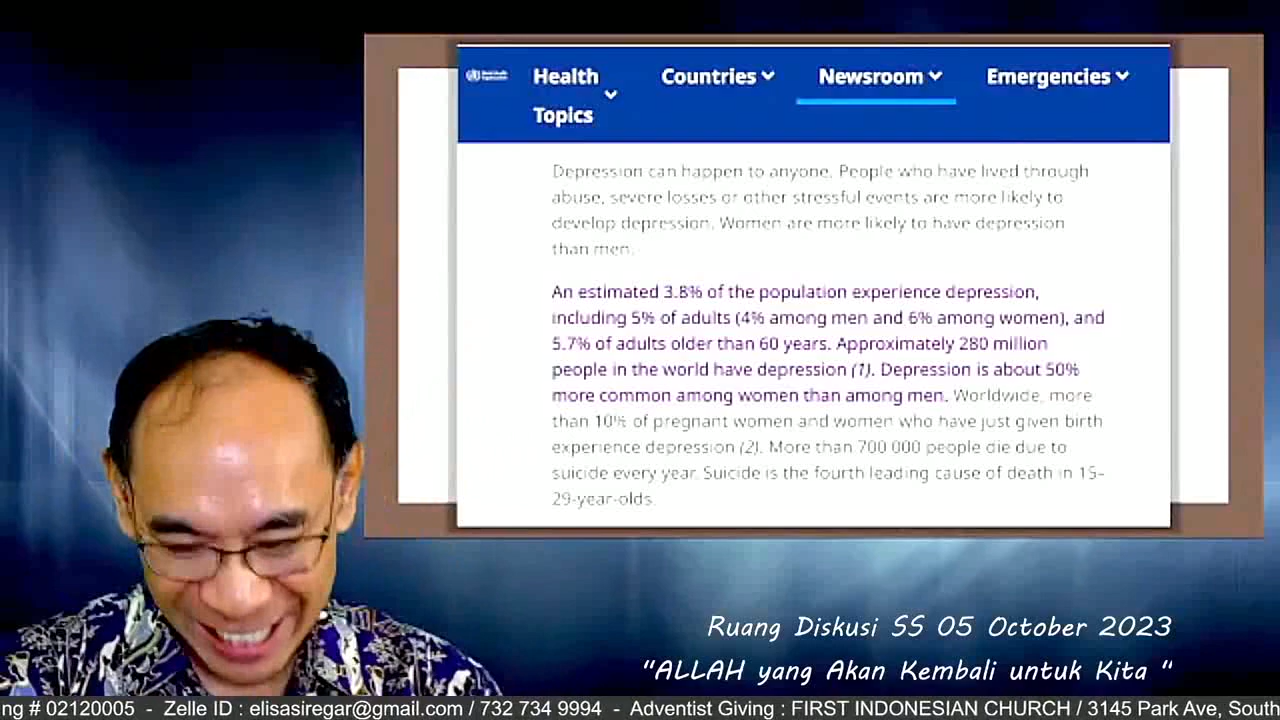 Health
Topics
Countries
Newsroom
Emergencies
Depression can happen to anyone. People who have lived through
abuse, severe losses or other stressful events are more likely to
develop depression. Women are more likely to have depression
than men.
An estimated 3.8% of the population experience depression,
including 5% of adults (4% among men and 6% among women), and
5.7% of adults older than 60 years. Approximately 280 million
people in the world have depression (1). Depression is about 50%
more common among women than among men. Worldwide, more
than 10% of pregnant women and women who have just given birth
experience depression (2). More than 700 000 people die due to
suicide every year. Suicide is the fourth leading cause of death in 15–
29-year-olds.
Ruang Diskusi SS 05 October 2023
"ALLAH yang Akan Kembali untuk Kita "
ng # 02120005 - Zelle ID : elisasiregar@gmail.com / 732 734 9994 - Adventist Giving : FIRST INDONESIAN CHURCH / 3145 Park Ave, South